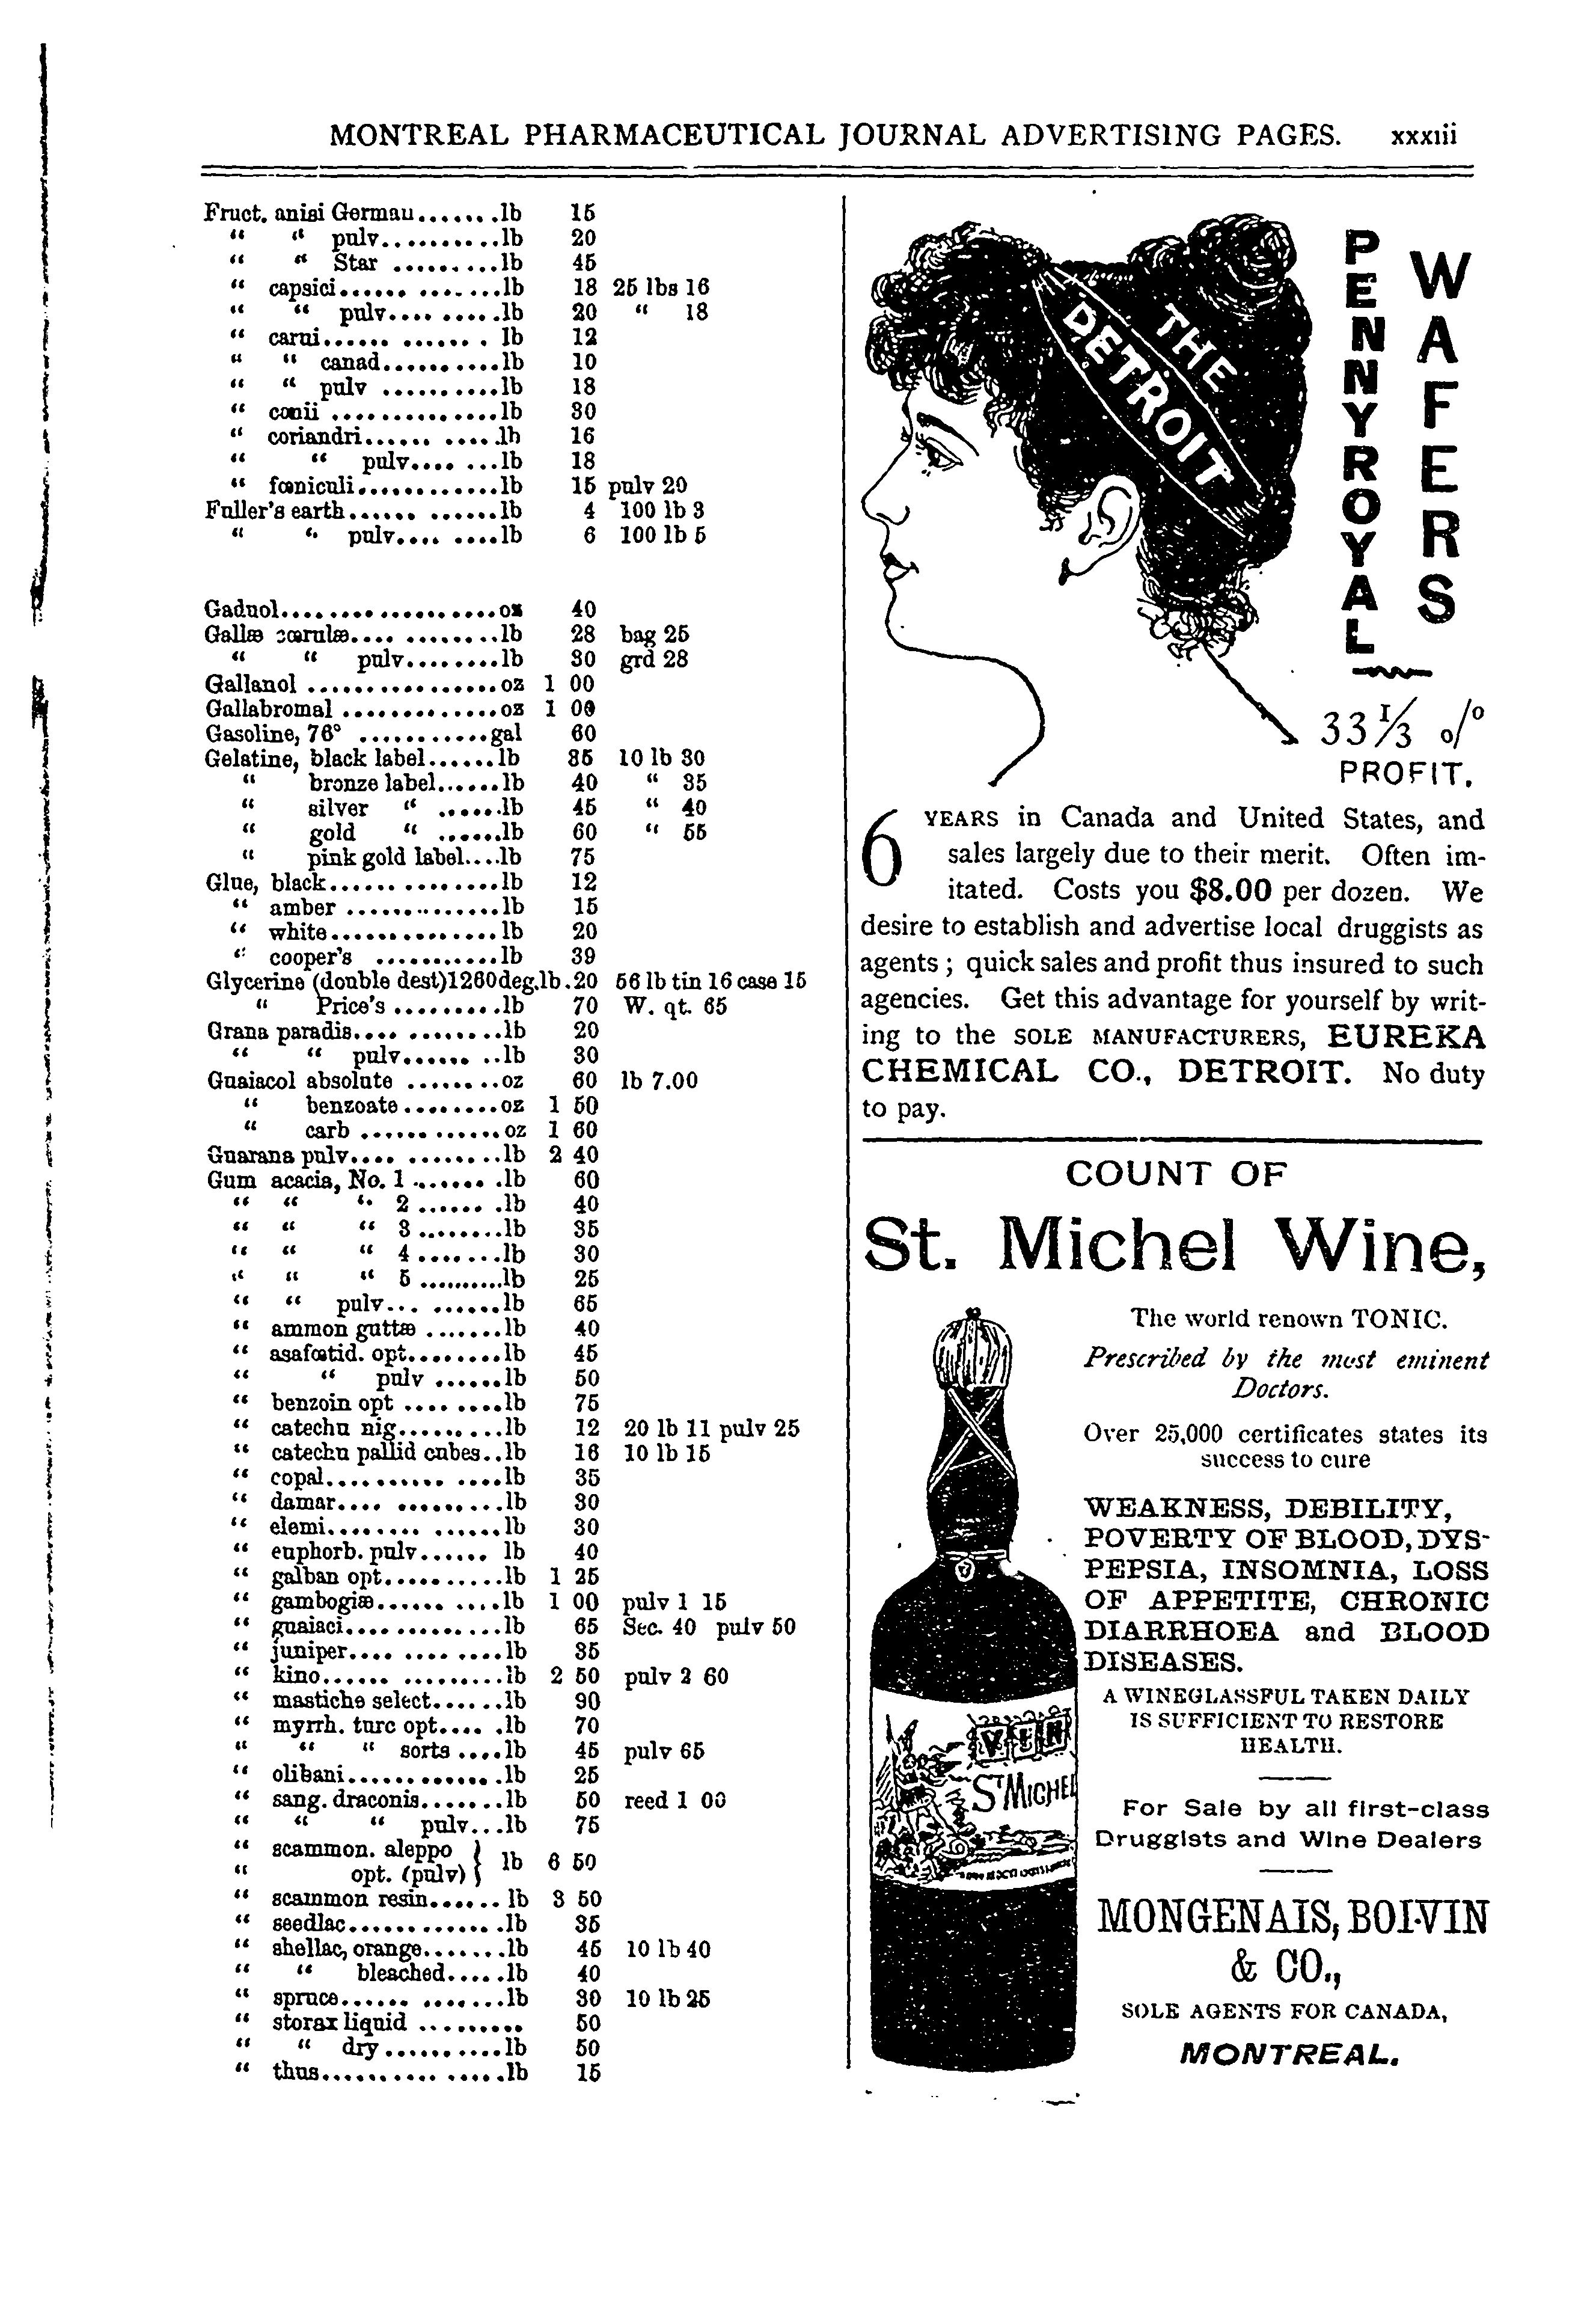 MONTREAL PHARMACEUTICAL JOURNAL ADVERTISING PAGES. xxxiii
Fruct. anisi German.......lb 15
“ “ pulv..........lb 20
“ “ Star .........lb 45
“ capsici...... .......lb 18 25 lbs 16
“ “ pulv.... .....lb 20 “ 18
“ carui...... ....... . lb 12
“ “ canad..........lb 10
“ “ pulv ..........lb 18
“ conii ..............lb 30
“ coriandri...... .....lb 16
“ “ pulv.... ...lb 18
“ fœniculi............lb 15 pulv 20
Fuller's earth...... ......lb 4 100 lb 3
“ “ pulv.... ....lb 6 100 lb 5
Gaduol...................oz 40
Gallæ cœrulæ.... ........lb 28 bag 25
“ “ pulv........lb 30 grd 28
Gallanol ................oz 1 00
Gallabromal .............oz 1 00
Gasoline, 76° ...........gal 60
Gelatine, black label......lb 35 10 lb 30
“ bronze label......lb 40 “ 35
“ silver “ ......lb 45 “ 40
“ gold “ ......lb 60 “ 55
“ pink gold label....lb 75
Glue, black...... ........lb 12
“ amber .............lb 15
“ white..............lb 20
“ cooper's ...........lb 39
Glycerine (double dest)1260deg.lb.20 56 lb tin 16 case 15
“ Price's ..........lb 70 W. qt. 65
Grana paradis.... ........lb 20
“ “ pulv...... ..lb 30
Guaiacol absolute ........oz 60 lb 7.00
“ benzoate ........oz 1 50
“ carb ............oz 1 60
Guarana pulv.... ........lb 2 40
Gum acacia, No. 1 ........lb 60
“ “ “ 2 ...... .lb 40
“ “ “ 3 ........lb 35
“ “ “ 4 .......lb 30
“ “ “ 5 ..........lb 25
“ “ pulv... ......lb 65
“ ammon guttæ .......lb 40
“ asafœtid. opt........lb 45
“ “ pulv ......lb 50
“ benzoin opt .... ....lb 75
“ catechu nig.........lb 12 20 lb 11 pulv 25
“ catechu pallid cubes..lb 16 10 lb 15
“ copal.......... ....lb 35
“ damar.... .........lb 30
“ elemi........ ......lb 30
“ euphorb. pulv...... lb 40
“ galban opt..........lb 1 25
“ gambogiæ...... ....lb 1 00 pulv 1 15
“ guaiaci.............lb 65 Sec. 40 pulv 50
“ juniper.... .... ....lb 35
“ kino...... .........lb 2 50 pulv 2 60
“ mastiche select......lb 90
“ myrrh. turc opt.... .lb 70
“ “ “ sorts ....lb 45 pulv 65
“ olibani.............lb 25
“ sang. draconis.......lb 50 reed 1 00
“ “ “ pulv...lb 75
“ scammon. aleppo
“ opt. (pulv) } lb 6 50
“ scammon resin...... lb 3 50
“ seedlac.............lb 35
“ shellac, orange.......lb 45 10 lb 40
“ “ bleached.....lb 40
“ spruce...... .......lb 30 10 lb 25
“ storax liquid ......... 50
“ “ dry..........lb 50
“ thus.......... .....lb 15
THE
DETROIT
PENNYROYAL
WAFERS
33⅓ %
PROFIT.
6 YEARS in Canada and United States, and
sales largely due to their merit. Often im-
itated. Costs you $8.00 per dozen. We
desire to establish and advertise local druggists as
agents ; quick sales and profit thus insured to such
agencies. Get this advantage for yourself by writ-
ing to the SOLE MANUFACTURERS, EUREKA
CHEMICAL CO., DETROIT. No duty
to pay.
COUNT OF
St. Michel Wine,
The world renown TONIC.
Prescribed by the most eminent
Doctors.
Over 25,000 certificates states its
success to cure
WEAKNESS, DEBILITY,
POVERTY OF BLOOD, DYS-
PEPSIA, INSOMNIA, LOSS
OF APPETITE, CHRONIC
DIARRHOEA and BLOOD
DISEASES.
A WINEGLASSFUL TAKEN DAILY
IS SUFFICIENT TO RESTORE
HEALTH.
VIN
ST MICHEL
For Sale by all first-class
Druggists and Wine Dealers
MONGENAIS, BOIVIN
& CO.,
SOLE AGENTS FOR CANADA,
MONTREAL.